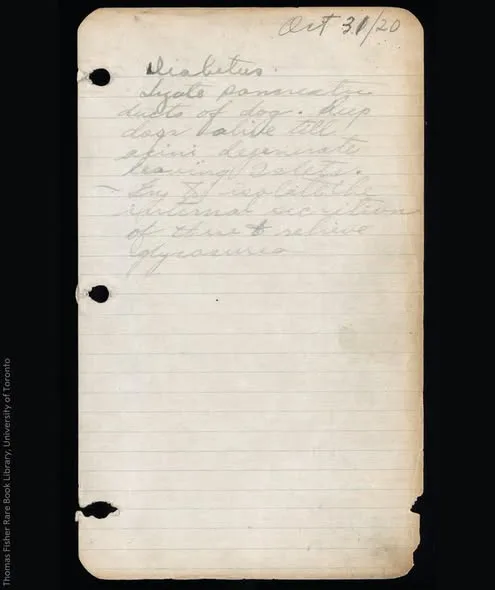 Oct 31/20
Diabetus.
Ligate pancreatic
ducts of dog. Keep
dogs alive till
acini degenerate
leaving Islets.
Try to isolate the
internal secretion
of these to relieve
glycosurea
Thomas Fisher Rare Book Library, University of Toronto